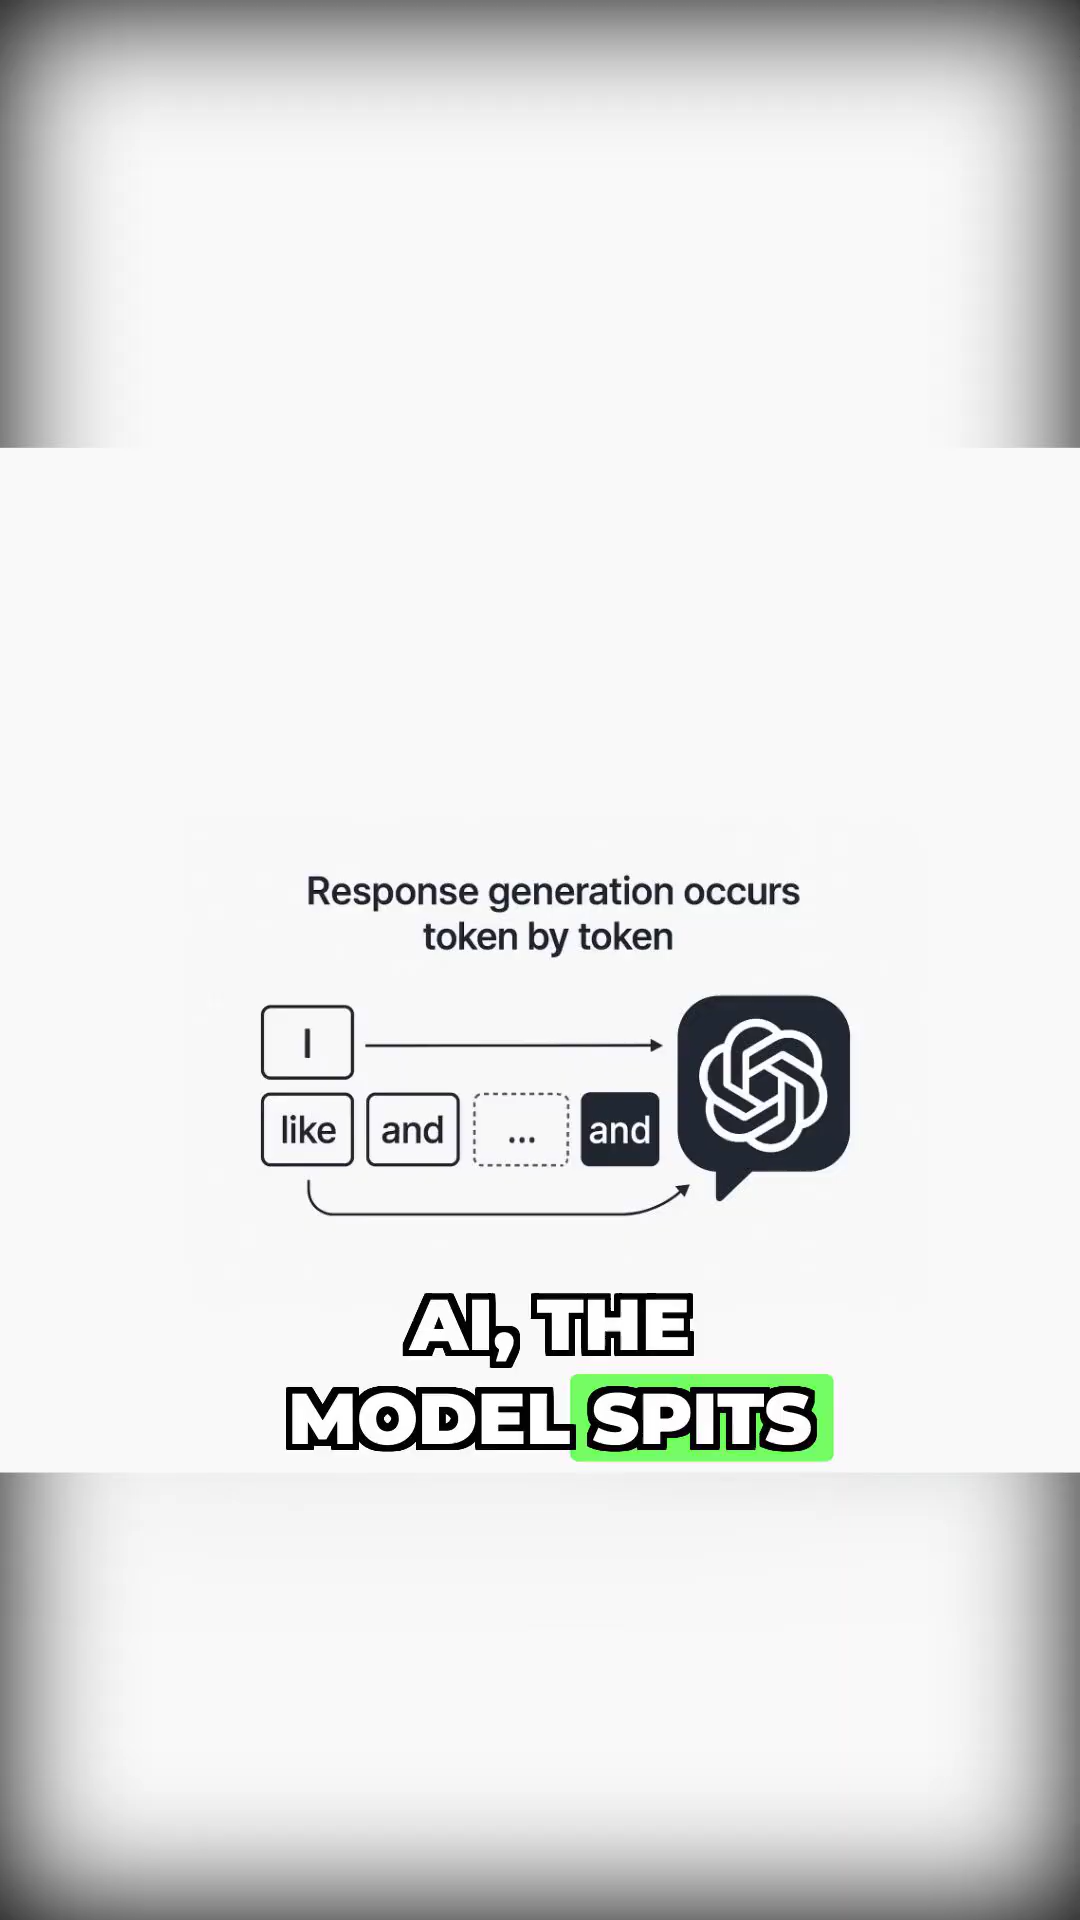 Response generation occurs
token by token
I
like and ... and
AI, THE
MODEL SPITS